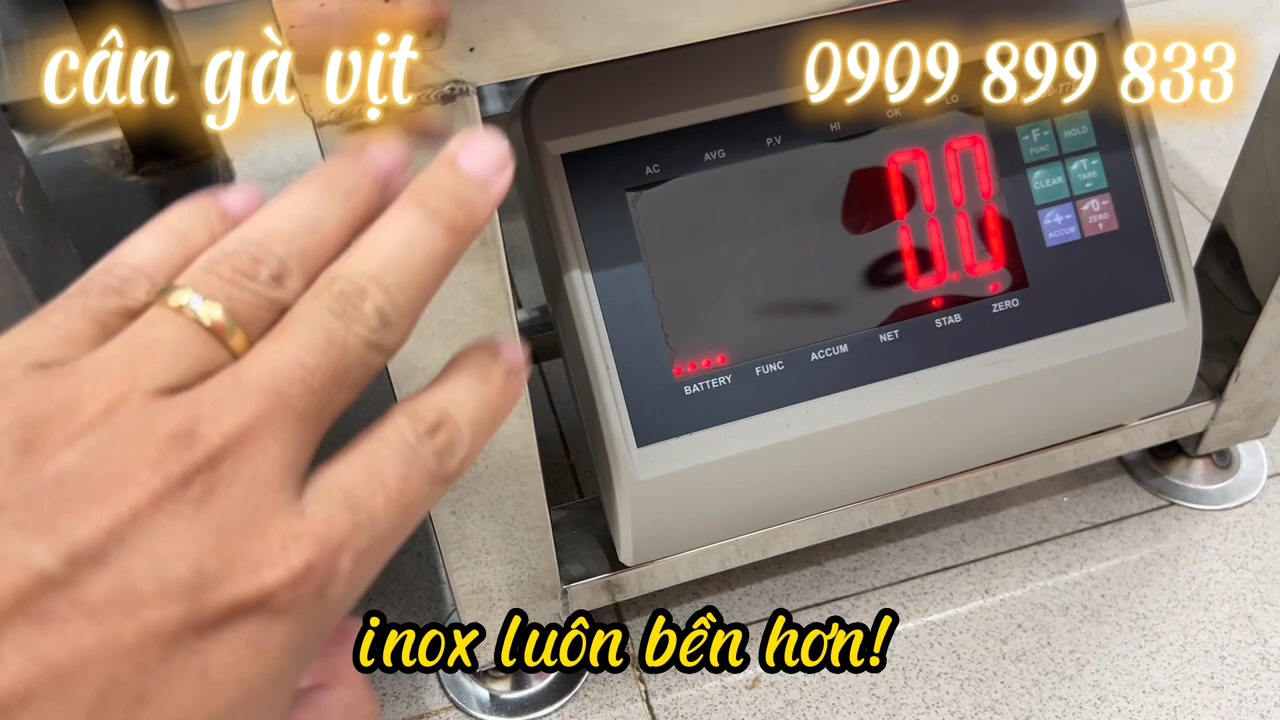 cân gà vịt
0909 899 833
AC AVG P.V HI OK LO
0.0
F FUNC
HOLD
CLEAR
T TARE
+ ACCUM
0 ZERO
BATTERY FUNC ACCUM NET STAB ZERO
inox luôn bền hơn!